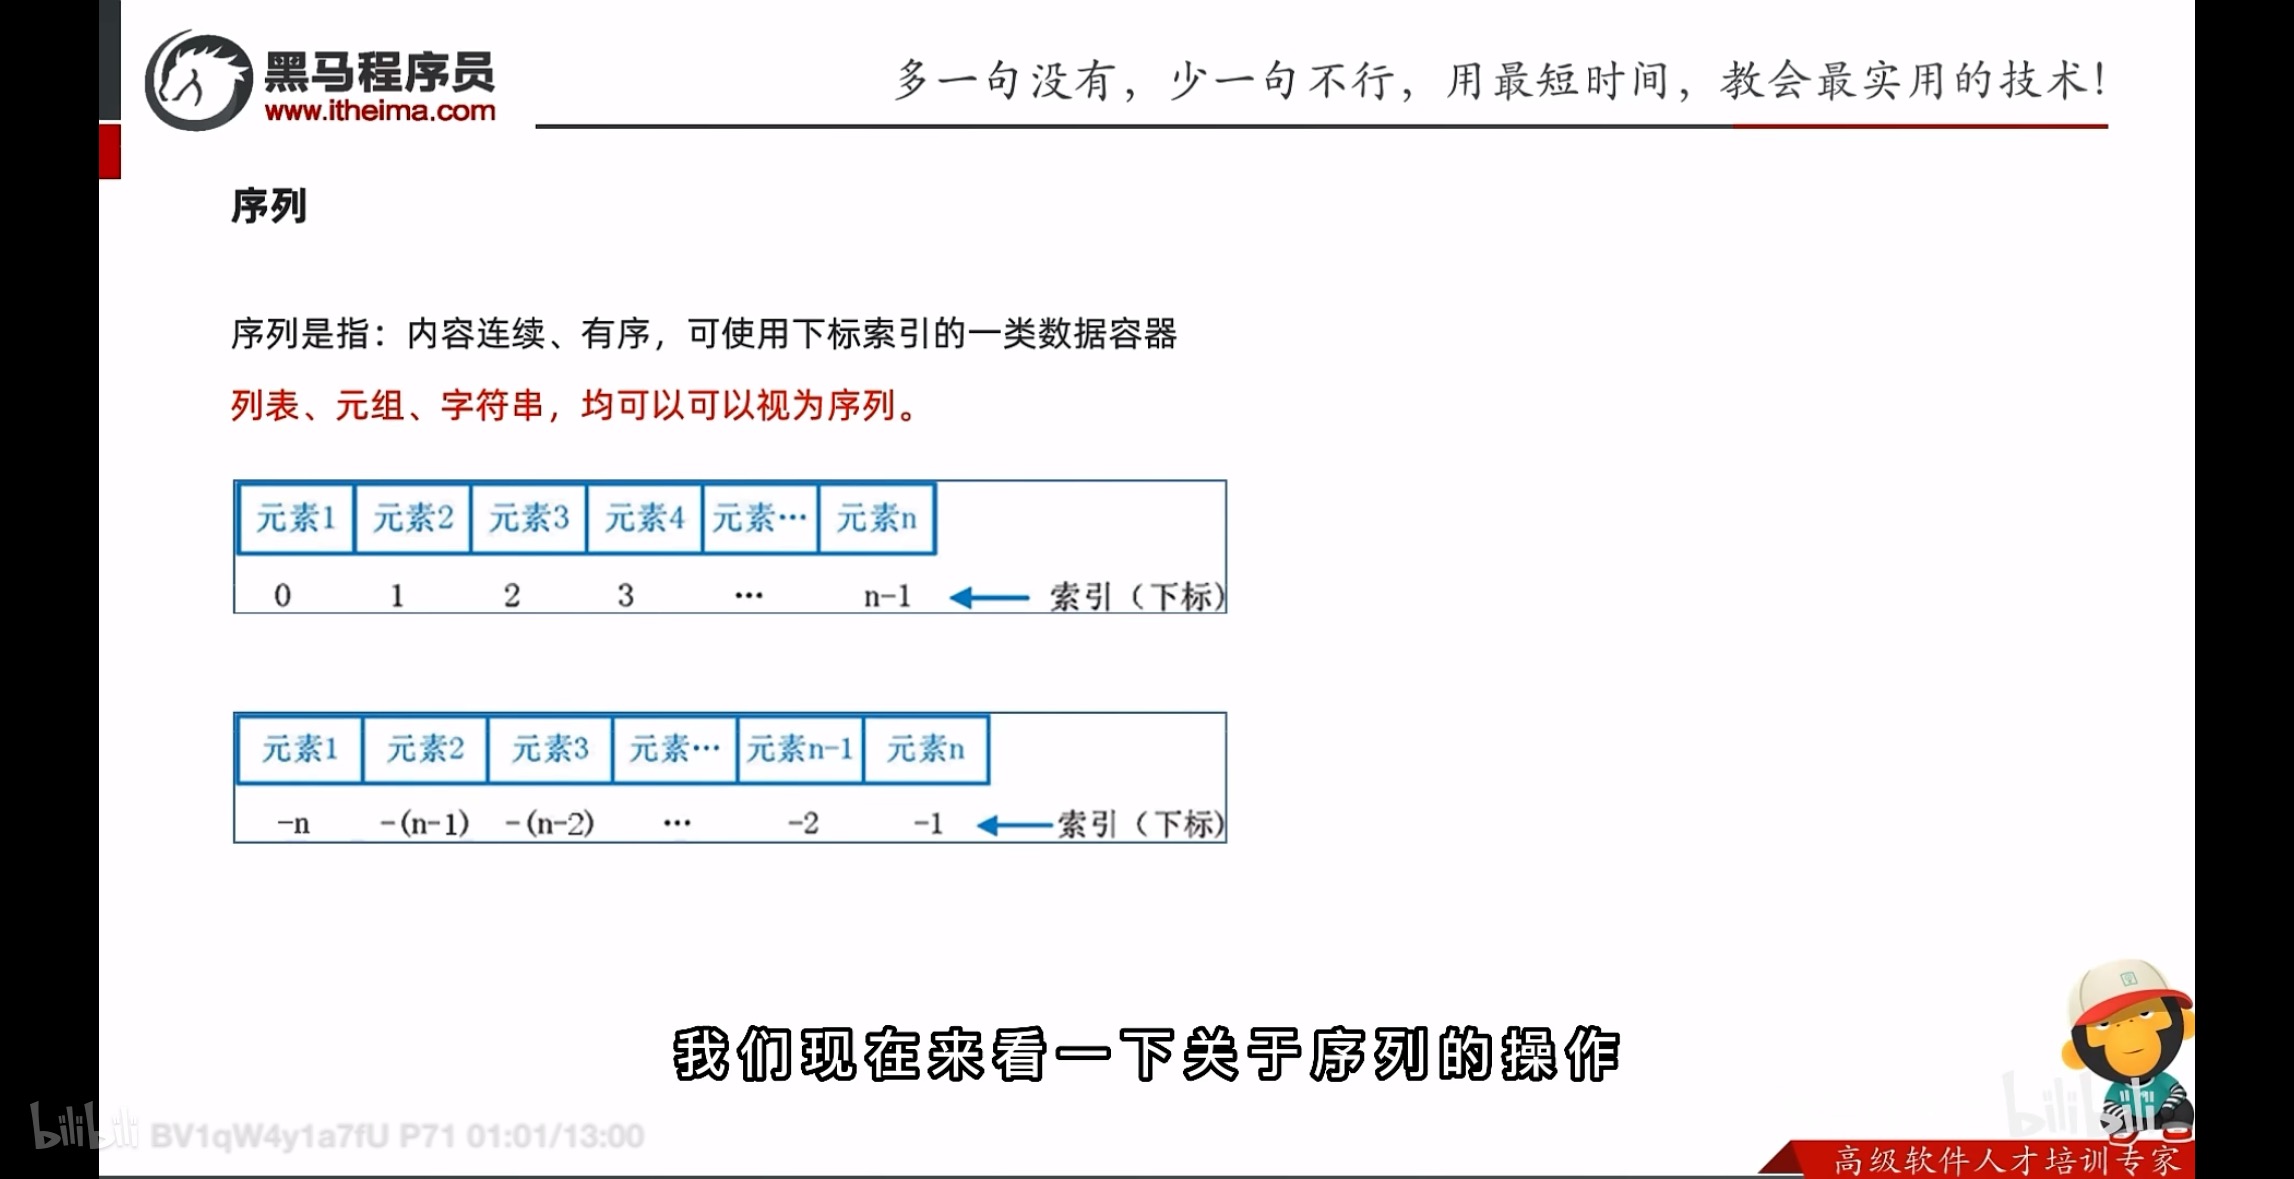 黑马程序员
www.itheima.com
多一句没有，少一句不行，用最短时间，教会最实用的技术！
序列
序列是指：内容连续、有序，可使用下标索引的一类数据容器
列表、元组、字符串，均可以可以视为序列。
元素1 元素2 元素3 元素4 元素… 元素n
0 1 2 3 … n-1 索引（下标）
元素1 元素2 元素3 元素… 元素n-1 元素n
-n -(n-1) -(n-2) … -2 -1 索引（下标）
我们现在来看一下关于序列的操作
bilibili BV1qW4y1a7fU P71 01:01/13:00
bilibili
高级软件人才培训专家